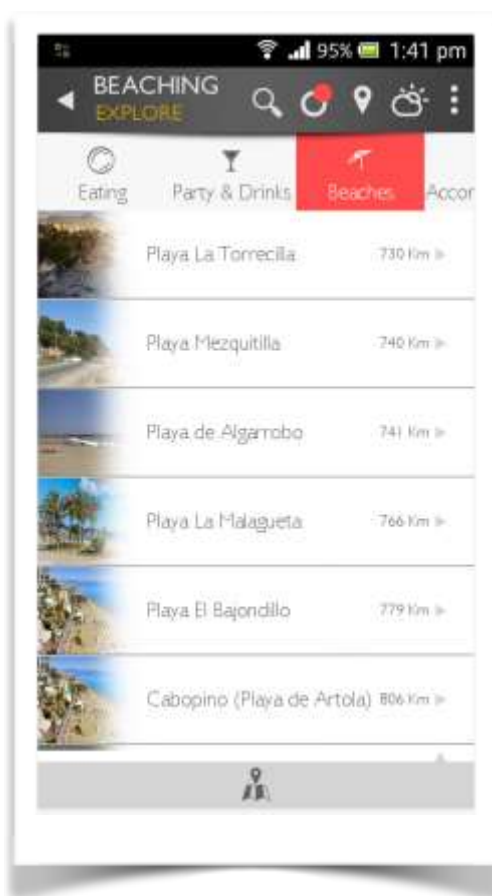 95% 1:41 pm
BEACHING
EXPLORE
Eating Party & Drinks Beaches Accor
Playa La Torrecilla 730 Km
Playa Mezquitilla 740 Km
Playa de Algarrobo 741 Km
Playa La Malagueta 766 Km
Playa El Bajondillo 779 Km
Cabopino (Playa de Artola) 806 Km